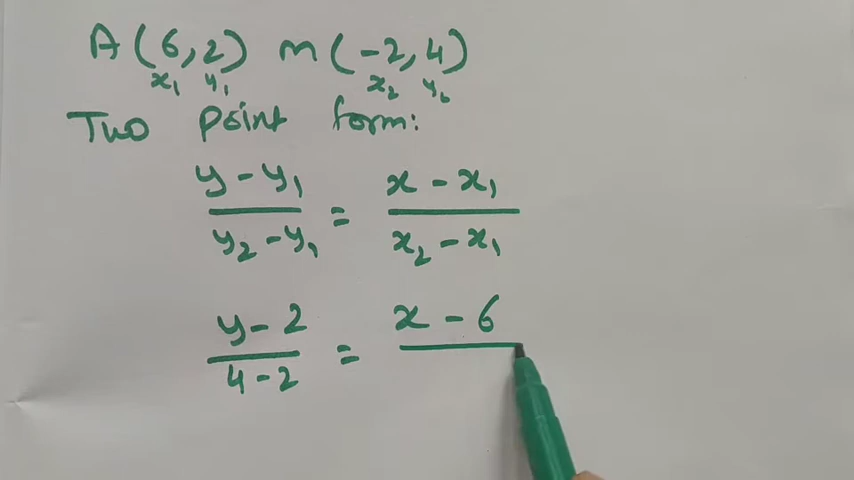 A (6, 2) m (-2, 4)
x₁ y₁ x₂ y₂
Two point form:
y - y₁ = x - x₁
y₂ - y₁ x₂ - x₁
y - 2 = x - 6
4 - 2